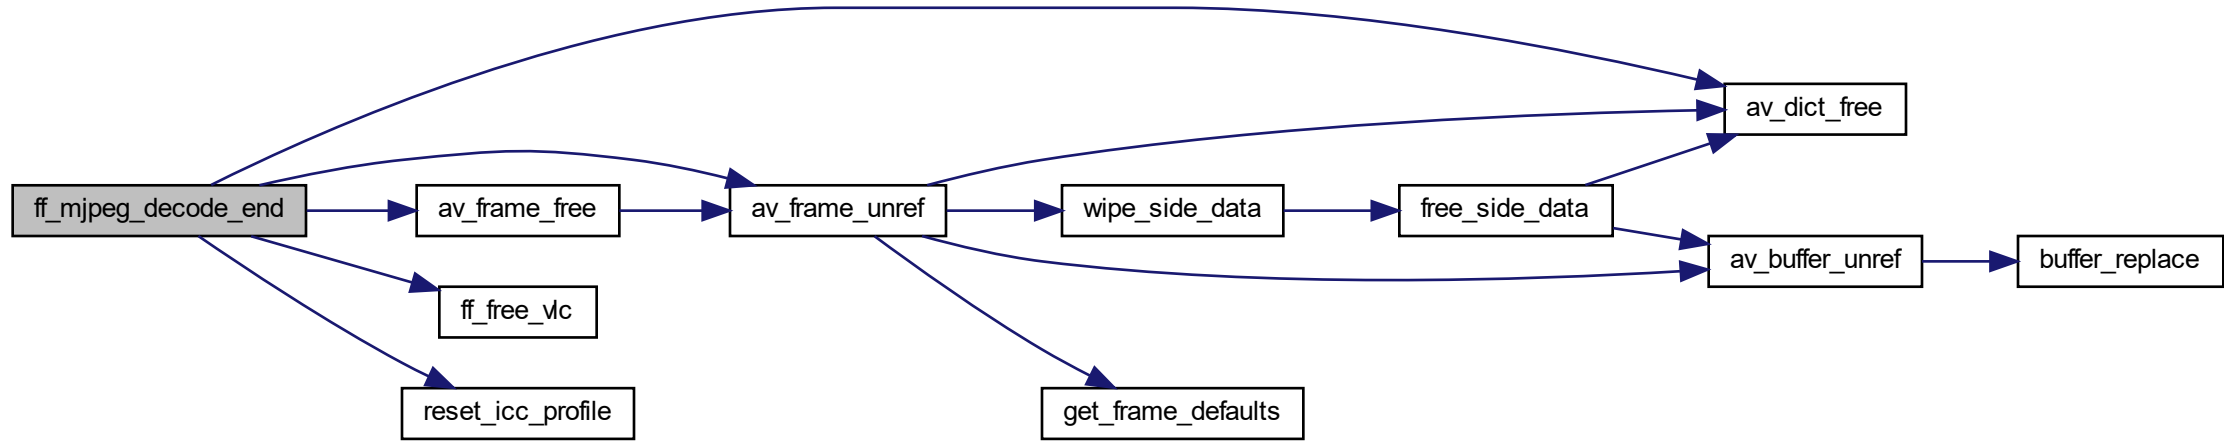 ff_mjpeg_decode_end
av_frame_free
av_frame_unref
wipe_side_data
free_side_data
av_dict_free
av_buffer_unref
buffer_replace
ff_free_vlc
reset_icc_profile
get_frame_defaults